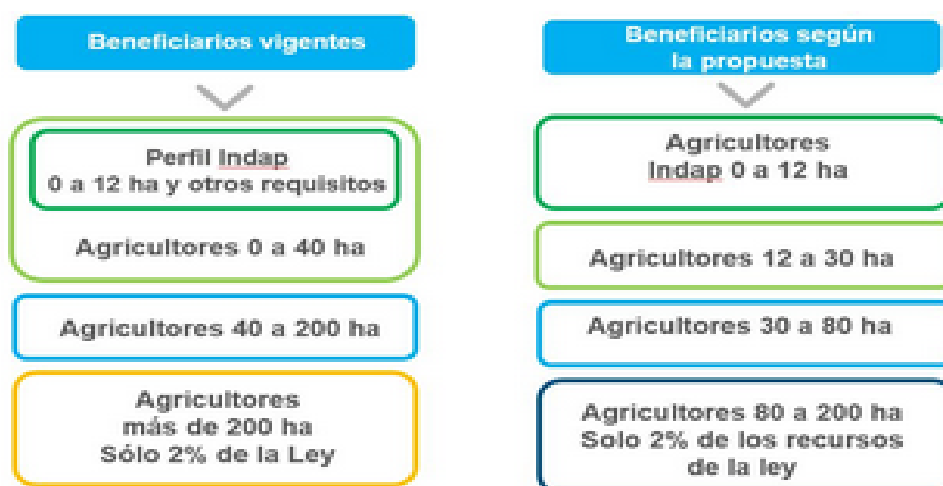 Beneficiarios vigentes
Perfil Indap
0 a 12 ha y otros requisitos
Agricultores 0 a 40 ha
Agricultores 40 a 200 ha
Agricultores
más de 200 ha
Sólo 2% de la Ley
Beneficiarios según
la propuesta
Agricultores
Indap 0 a 12 ha
Agricultores 12 a 30 ha
Agricultores 30 a 80 ha
Agricultores 80 a 200 ha
Solo 2% de los recursos
de la ley